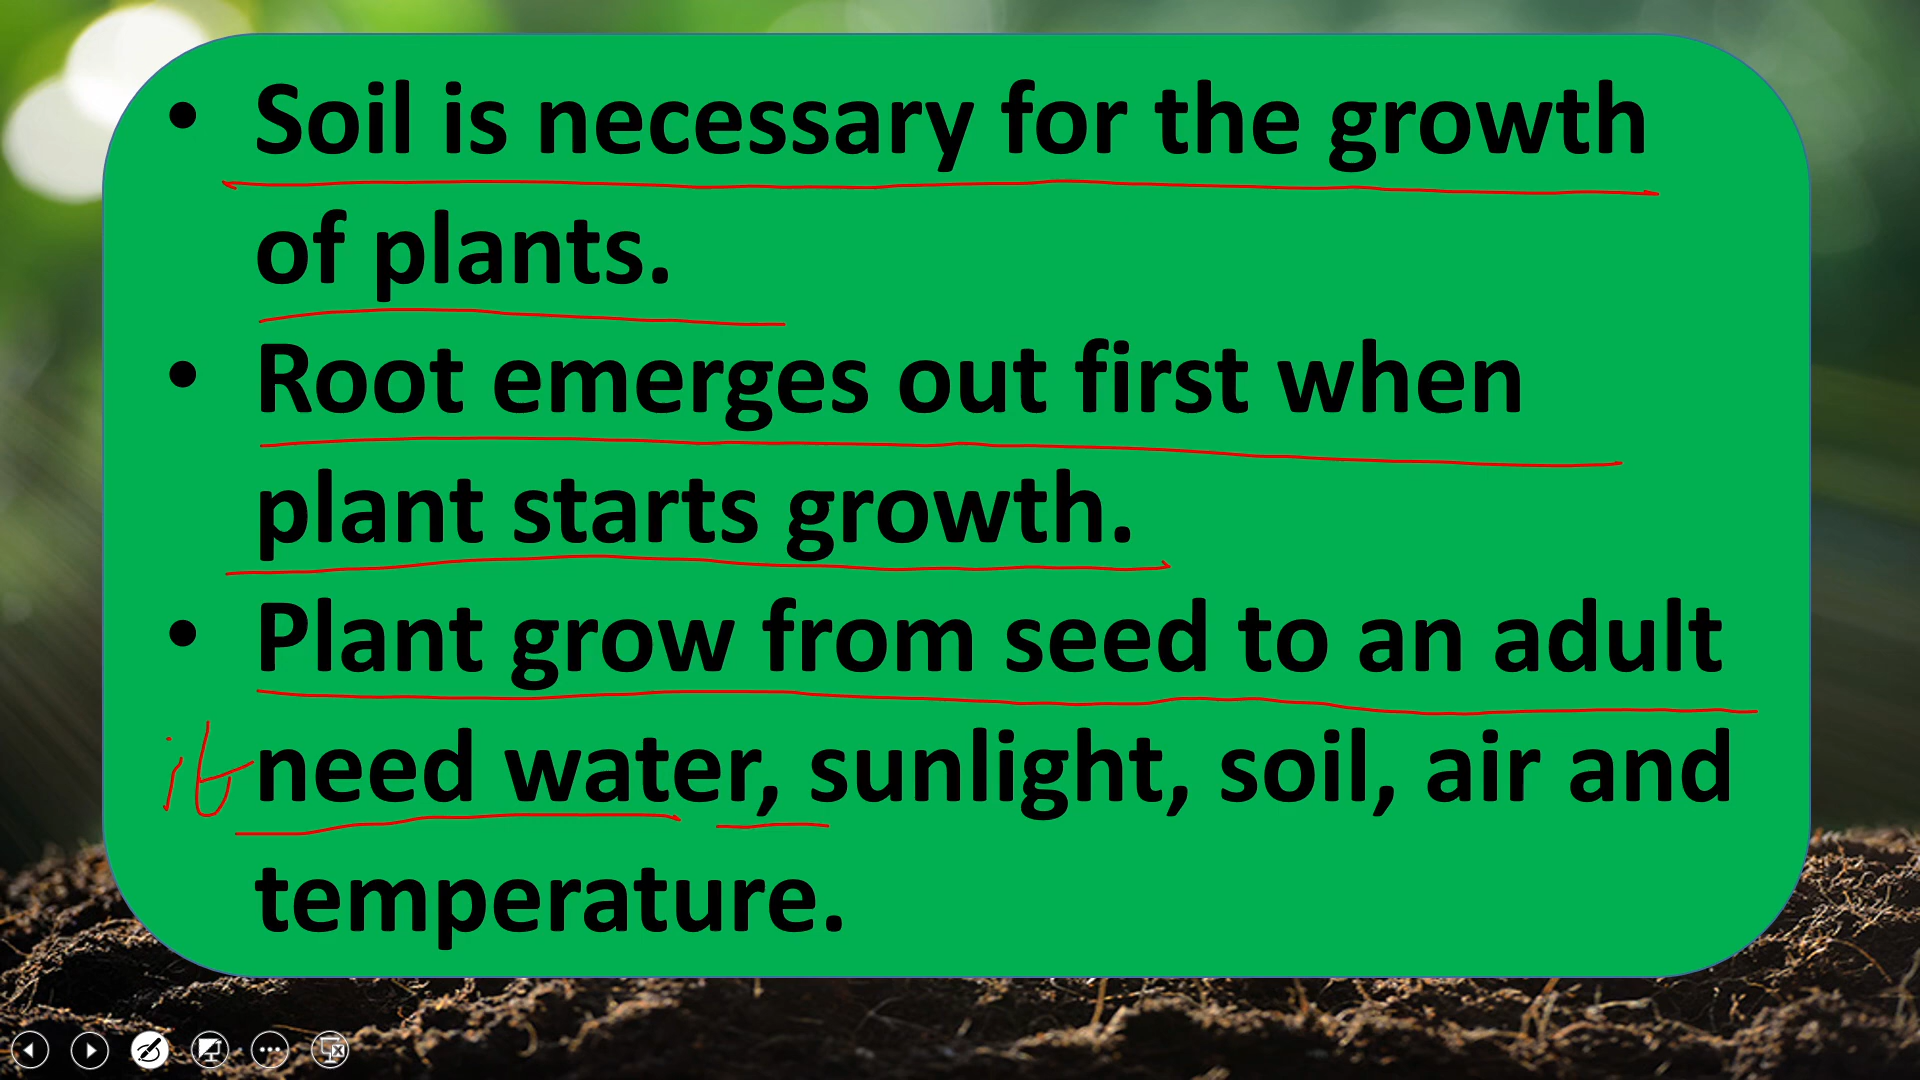 • Soil is necessary for the growth
of plants.
• Root emerges out first when
plant starts growth.
• Plant grow from seed to an adult
it need water, sunlight, soil, air and
temperature.